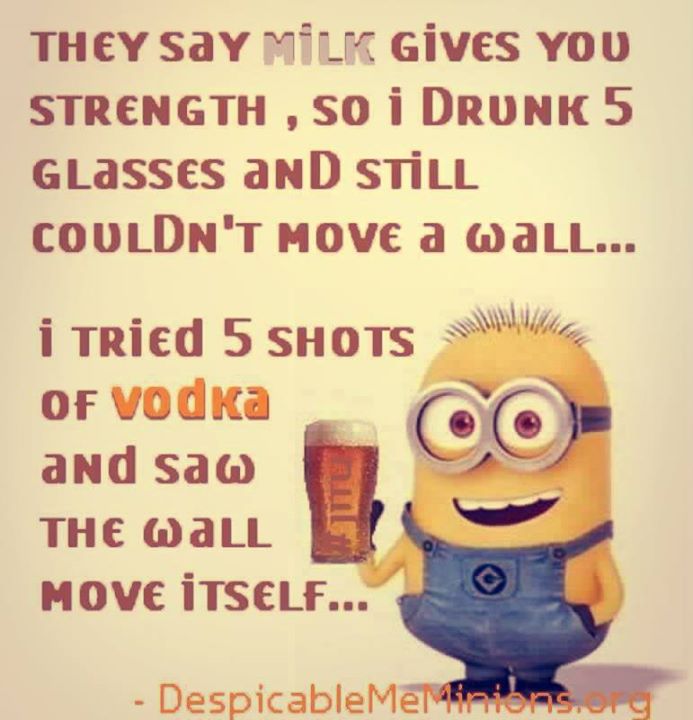 THEY SAY MILK GIVES YOU
STRENGTH , SO I DRUNK 5
GLASSES AND STILL
COULDN'T MOVE A WALL...
I TRIED 5 SHOTS
OF VODKA
AND SAW
THE WALL
MOVE ITSELF...
- DespicableMeMinions.org